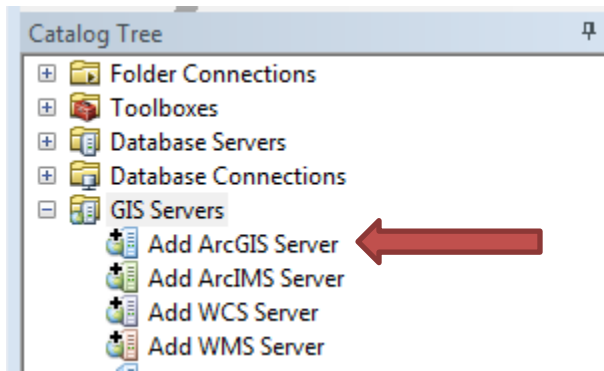 Catalog Tree
Folder Connections
Toolboxes
Database Servers
Database Connections
GIS Servers
Add ArcGIS Server
Add ArcIMS Server
Add WCS Server
Add WMS Server